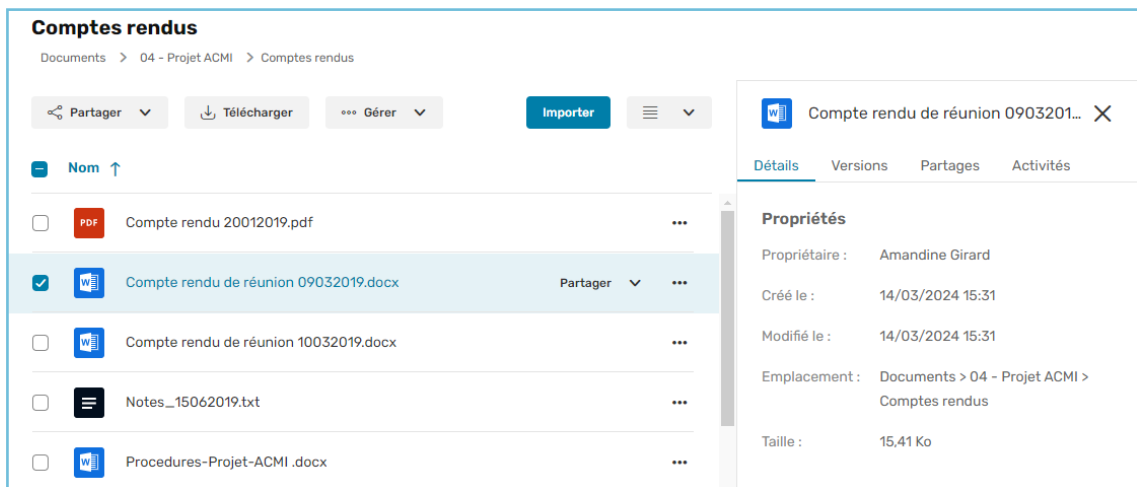 Comptes rendus
Documents > 04 - Projet ACMI > Comptes rendus
Partager Télécharger Gérer Importer
Nom ↑
PDF Compte rendu 20012019.pdf
W Compte rendu de réunion 09032019.docx Partager
W Compte rendu de réunion 10032019.docx
Notes_15062019.txt
W Procedures-Projet-ACMI .docx
W Compte rendu de réunion 0903201...
Détails Versions Partages Activités
Propriétés
Propriétaire : Amandine Girard
Créé le : 14/03/2024 15:31
Modifié le : 14/03/2024 15:31
Emplacement : Documents > 04 - Projet ACMI >
Comptes rendus
Taille : 15,41 Ko